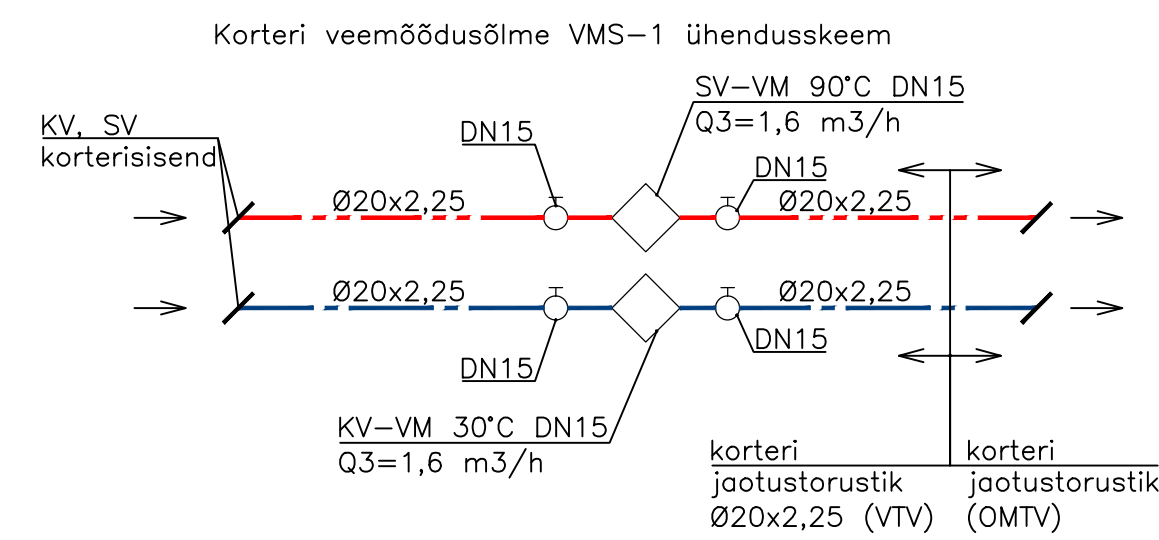 Korteri veemõõdusõlme VMS-1 ühendusskeem
SV-VM 90°C DN15
Q3=1,6 m3/h
KV, SV
korterisisend
DN15
DN15
Ø20x2,25
Ø20x2,25
Ø20x2,25
Ø20x2,25
DN15
DN15
KV-VM 30°C DN15
Q3=1,6 m3/h
korteri
jaotustorustik
Ø20x2,25 (VTV)
korteri
jaotustorustik
(OMTV)